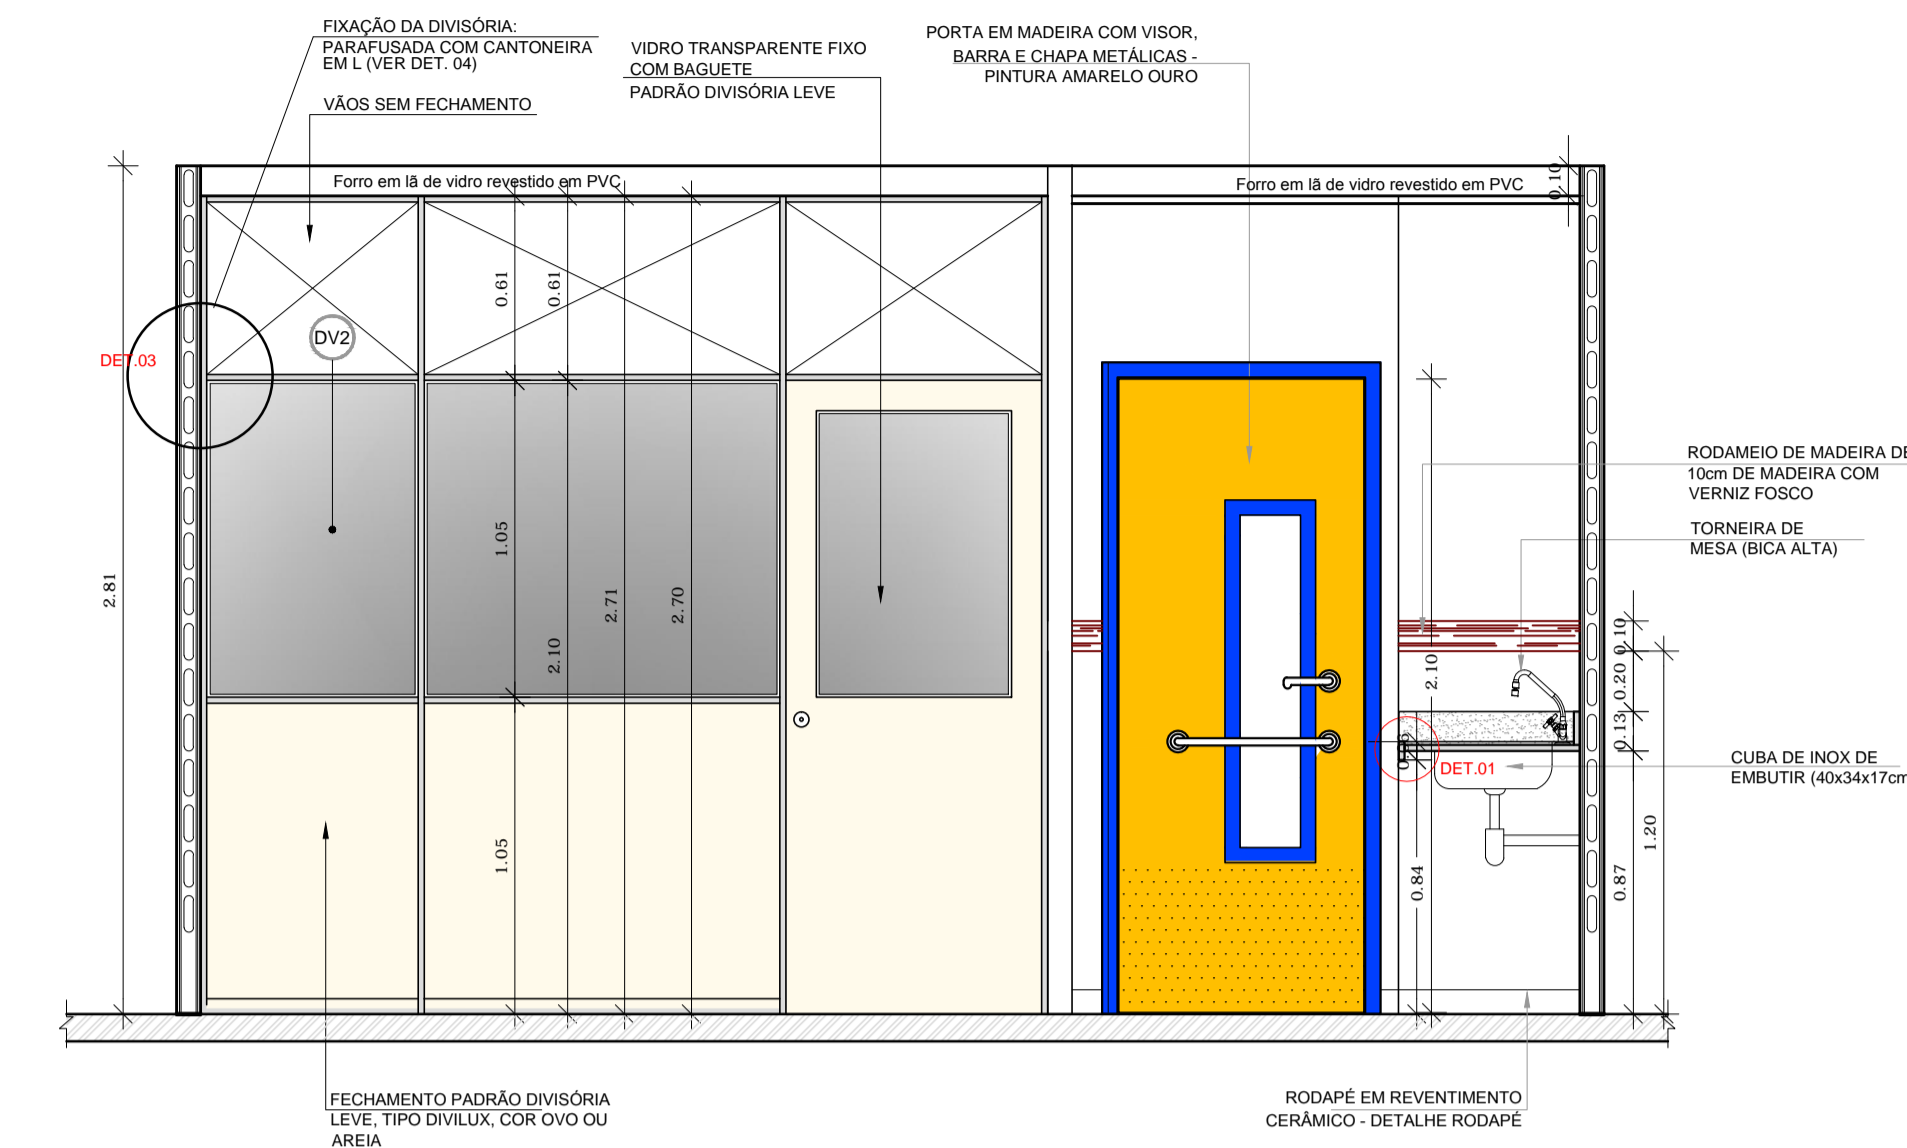 FIXAÇÃO DA DIVISÓRIA:
PARAFUSADA COM CANTONEIRA
EM L (VER DET. 04)
VÃOS SEM FECHAMENTO
VIDRO TRANSPARENTE FIXO
COM BAGUETE
PADRÃO DIVISÓRIA LEVE
PORTA EM MADEIRA COM VISOR,
BARRA E CHAPA METÁLICAS -
PINTURA AMARELO OURO
Forro em lã de vidro revestido em PVC
Forro em lã de vidro revestido em PVC
0.10
0.61
0.61
DV2
DET.03
2.81
1.05
2.10
2.71
2.70
1.05
2.10
RODAMEIO DE MADEIRA DE
10cm DE MADEIRA COM
VERNIZ FOSCO
TORNEIRA DE
MESA (BICA ALTA)
0.10
0.20
0.13
0.87
1.20
0.84
DET.01
CUBA DE INOX DE
EMBUTIR (40x34x17cm
FECHAMENTO PADRÃO DIVISÓRIA
LEVE, TIPO DIVILUX, COR OVO OU
AREIA
RODAPÉ EM REVENTIMENTO
CERÂMICO - DETALHE RODAPÉ